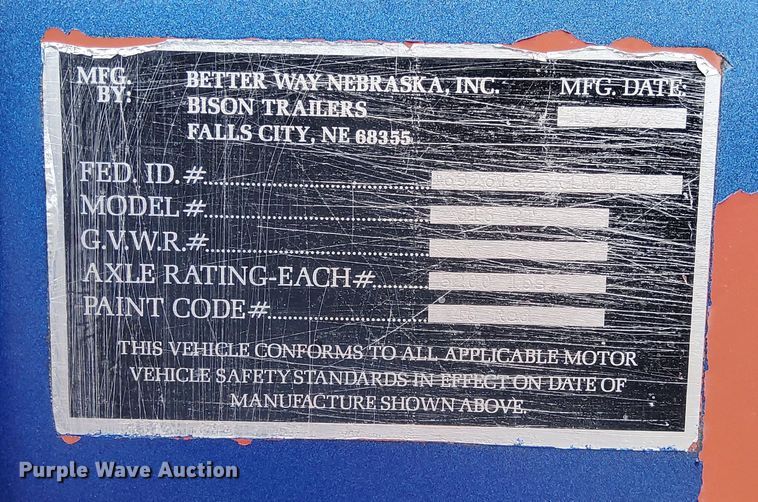 MFG. BETTER WAY NEBRASKA, INC. MFG. DATE:
BY: BISON TRAILERS
FALLS CITY, NE 68355
FED. ID.#
MODEL#
G.V.W.R.#
AXLE RATING-EACH#
PAINT CODE#
THIS VEHICLE CONFORMS TO ALL APPLICABLE MOTOR
VEHICLE SAFETY STANDARDS IN EFFECT ON DATE OF
MANUFACTURE SHOWN ABOVE.
Purple Wave Auction